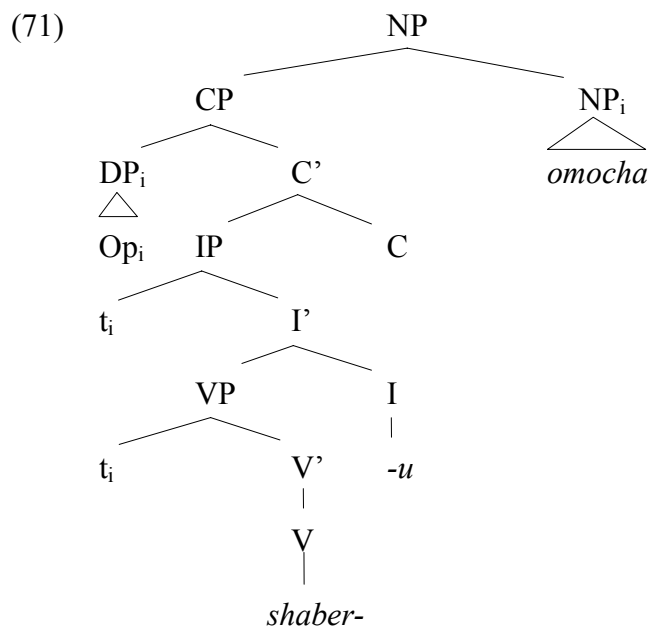 (71) NP
CP NPᵢ
DPᵢ C’ omocha
Opᵢ IP C
tᵢ I’
VP I
tᵢ V’ -u
V
shaber-